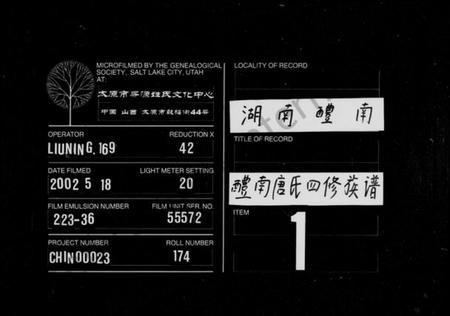 MICROFILMED BY THE GENEALOGICAL
SOCIETY, SALT LAKE CITY, UTAH
AT:
太原市寻源姓氏文化中心
中国 山西 太原市鼓楼街44号
OPERATOR
LIUNING, 169
REDUCTION X
42
DATE FILMED
2002 5 18
LIGHT METER SETTING
20
FILM EMULSION NUMBER
223-36
FILM UNIT SER. NO.
55572
PROJECT NUMBER
CHIN00023
ROLL NUMBER
174
LOCALITY OF RECORD
湖南醴南
TITLE OF RECORD
醴南唐氏四修族谱
ITEM
1